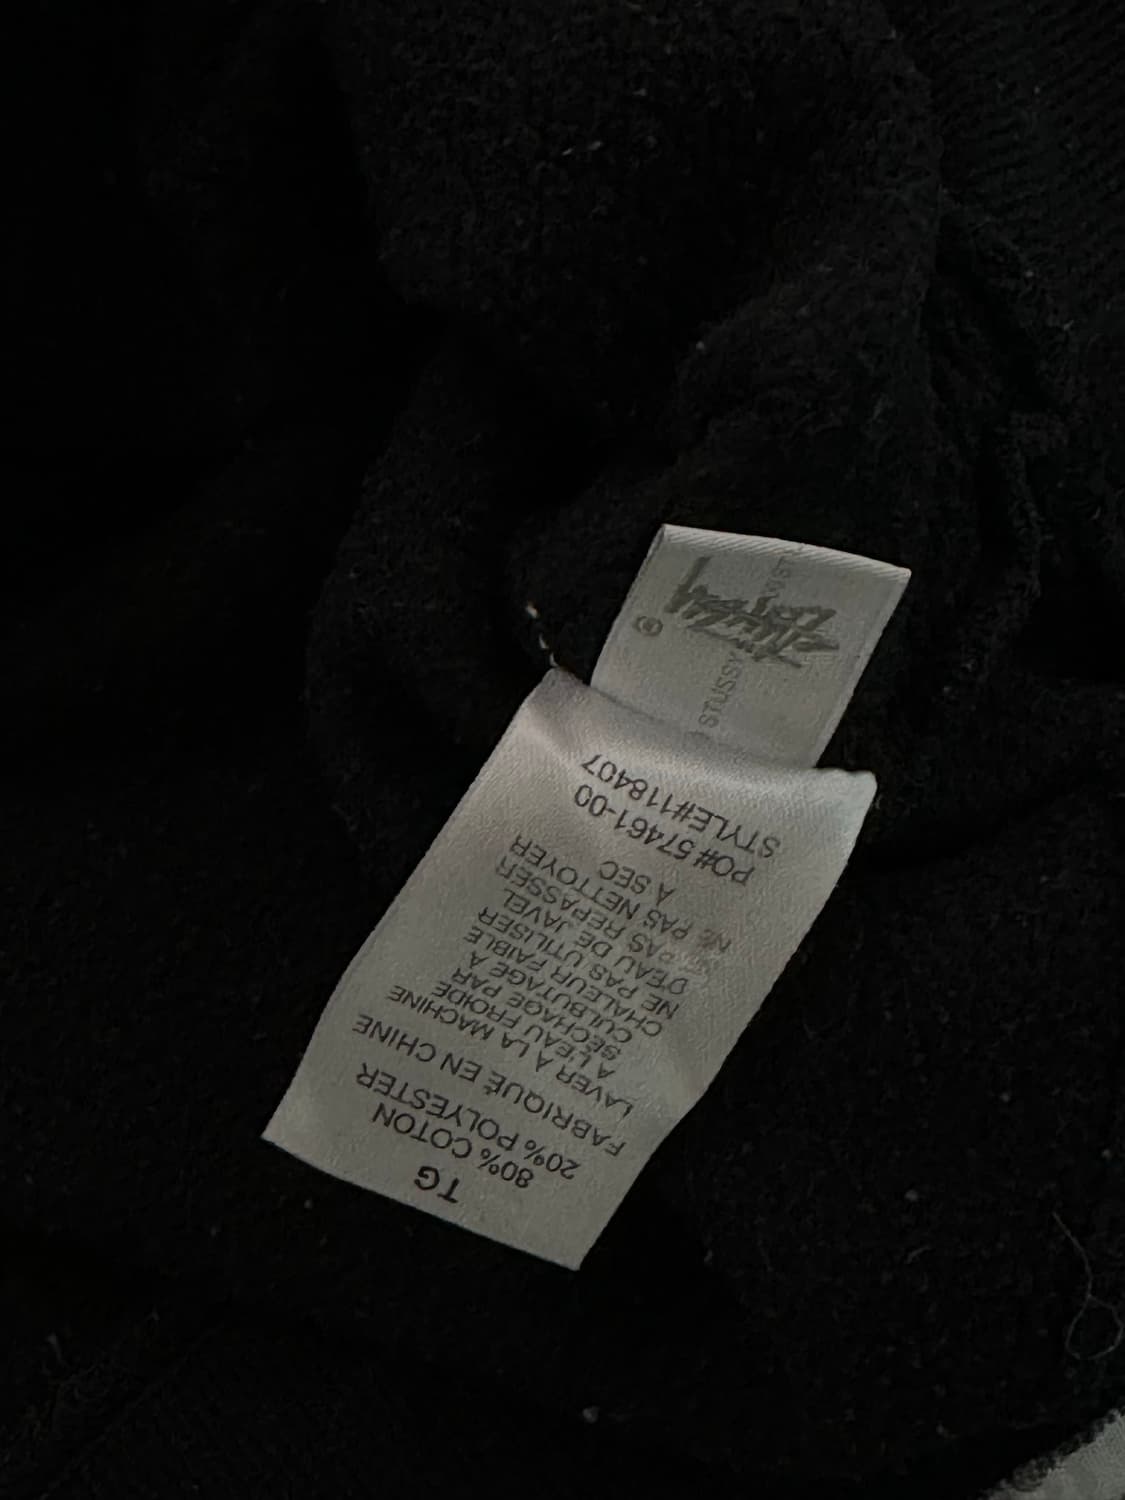 TG
80% COTON
20% POLYESTER
FABRIQUÉ EN CHINE
LAVER À LA MACHINE
À L'EAU FROIDE
SÉCHAGE PAR
CULBUTAGE À
CHALEUR FAIBLE
NE PAS UTILISER
D'EAU DE JAVEL
PAS REPASSER
NE PAS NETTOYER
À SEC
PO# 57461-00
STYLE#118407
STUSSY